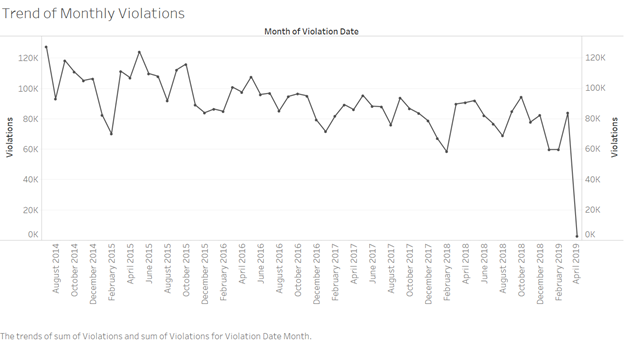 Trend of Monthly Violations
Month of Violation Date
120K
100K
80K
60K
40K
20K
0K
Violations
120K
100K
80K
60K
40K
20K
0K
Violations
August 2014
October 2014
December 2014
February 2015
April 2015
June 2015
August 2015
October 2015
December 2015
February 2016
April 2016
June 2016
August 2016
October 2016
December 2016
February 2017
April 2017
June 2017
August 2017
October 2017
December 2017
February 2018
April 2018
June 2018
August 2018
October 2018
December 2018
February 2019
April 2019
The trends of sum of Violations and sum of Violations for Violation Date Month.